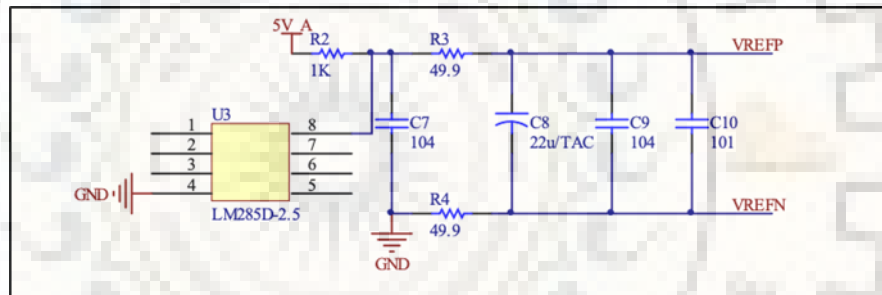 5V_A
R2
1K
R3
49.9
VREFP
U3
1
2
3
4
8
7
6
5
LM285D-2.5
GND
C7
104
C8
22u/TAC
C9
104
C10
101
R4
49.9
VREFN
GND